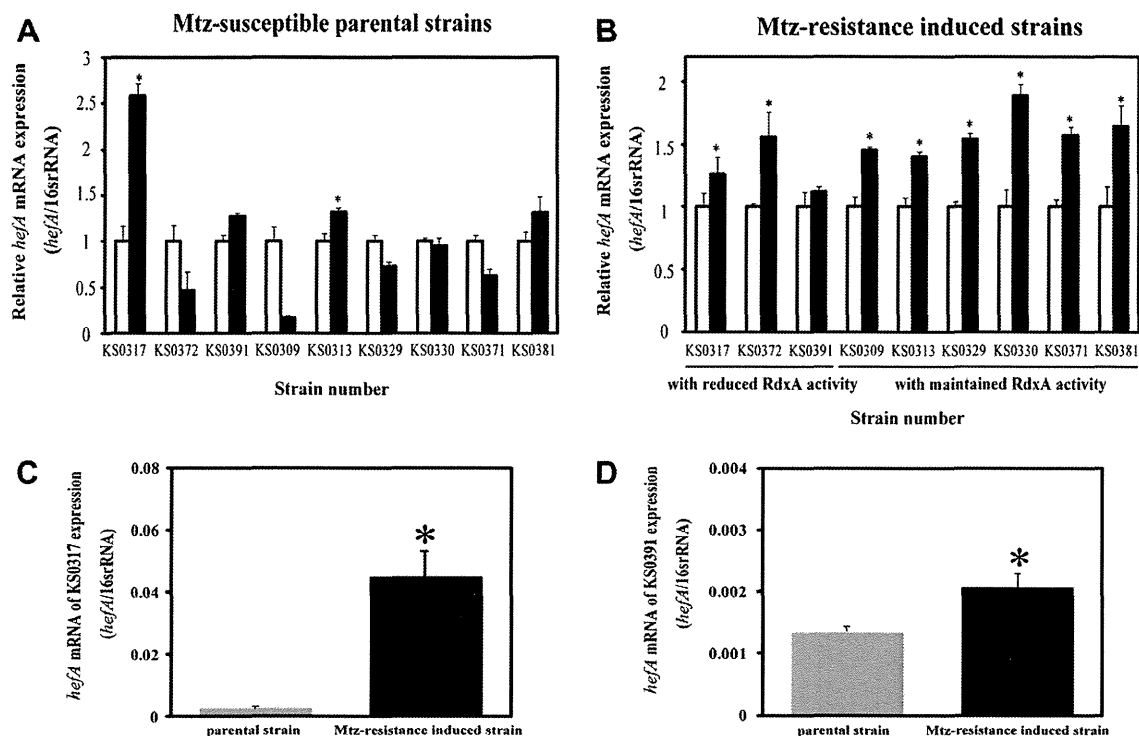 A
Mtz-susceptible parental strains
Relative hefA mRNA expression
(hefA/16srRNA)
3
2.5
2
1.5
1
0.5
0
*
*
KS0317 KS0372 KS0391 KS0309 KS0313 KS0329 KS0330 KS0371 KS0381
Strain number
B
Mtz-resistance induced strains
Relative hefA mRNA expression
(hefA/16srRNA)
2
1.5
1
0.5
0
* * * * * * * *
KS0317 KS0372 KS0391 KS0309 KS0313 KS0329 KS0330 KS0371 KS0381
with reduced RdxA activity with maintained RdxA activity
Strain number
C
hefA mRNA of KS0317 expression
(hefA/16srRNA)
0.08
0.06
0.04
0.02
0
*
parental strain Mtz-resistance induced strain
D
hefA mRNA of KS0391 expression
(hefA/16srRNA)
0.004
0.003
0.002
0.001
0
*
parental strain Mtz-resistance induced strain